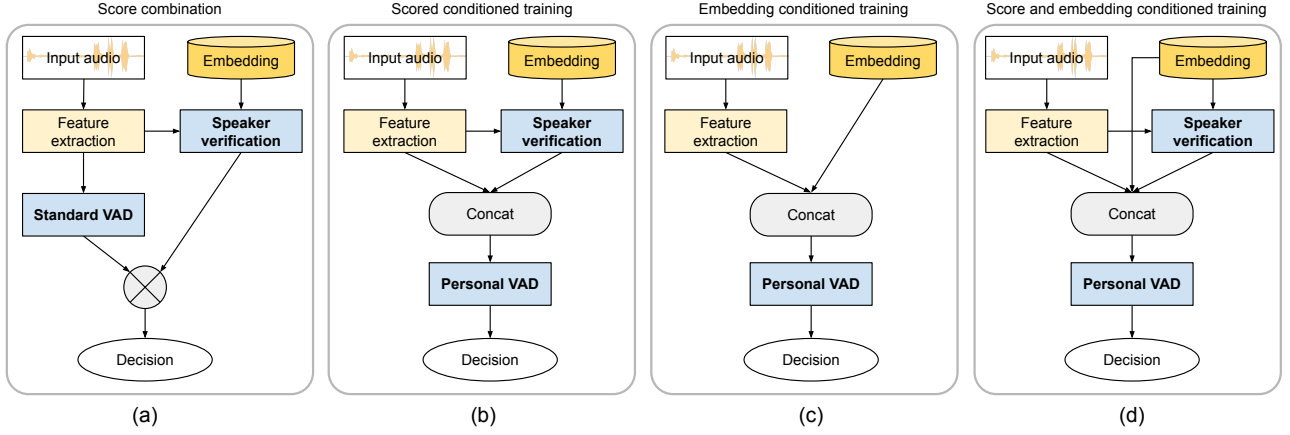 Score combination
Input audio
Embedding
Feature
extraction
Speaker
verification
Standard VAD
Decision
(a)
Scored conditioned training
Input audio
Embedding
Feature
extraction
Speaker
verification
Concat
Personal VAD
Decision
(b)
Embedding conditioned training
Input audio
Embedding
Feature
extraction
Concat
Personal VAD
Decision
(c)
Score and embedding conditioned training
Input audio
Embedding
Feature
extraction
Speaker
verification
Concat
Personal VAD
Decision
(d)